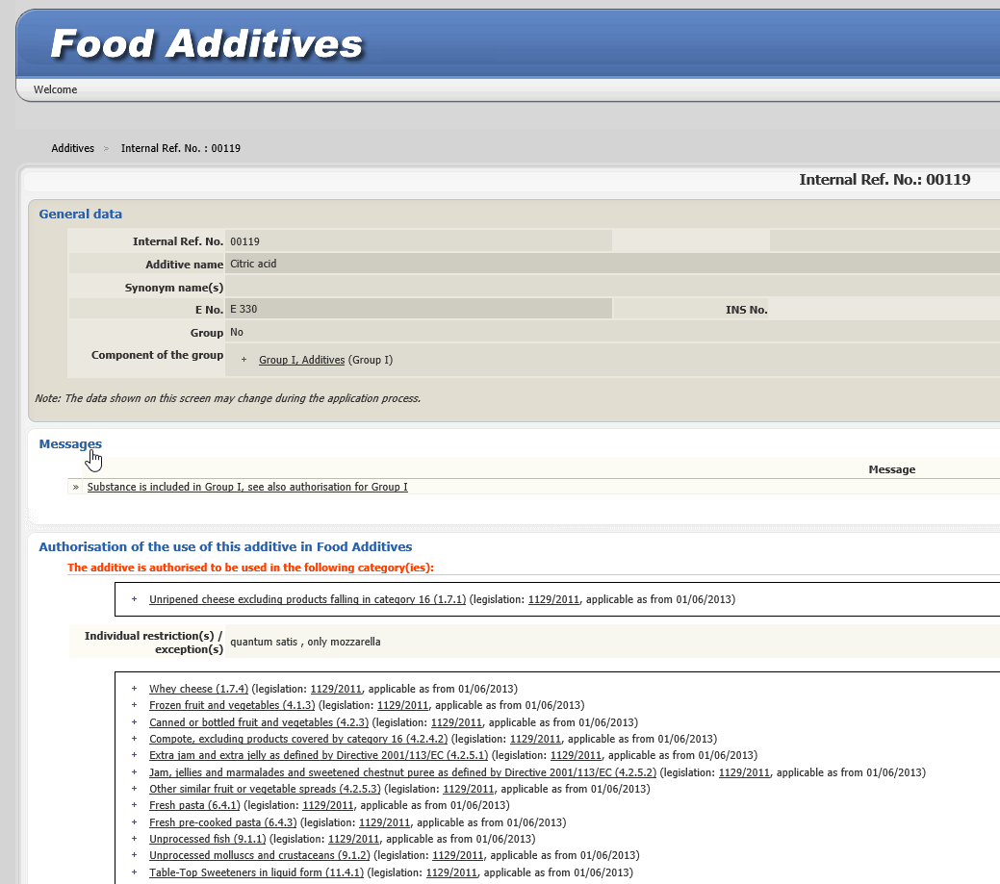 Food Additives
Welcome
Additives > Internal Ref. No. : 00119
Internal Ref. No.: 00119
General data
Internal Ref. No. 00119
Additive name Citric acid
Synonym name(s)
E No. E 330 INS No.
Group No
Component of the group + Group I, Additives (Group I)
Note: The data shown on this screen may change during the application process.
Messages
Message
» Substance is included in Group I, see also authorisation for Group I
Authorisation of the use of this additive in Food Additives
The additive is authorised to be used in the following category(ies):
+ Unripened cheese excluding products falling in category 16 (1.7.1) (legislation: 1129/2011, applicable as from 01/06/2013)
Individual restriction(s) /
exception(s) quantum satis , only mozzarella
+ Whey cheese (1.7.4) (legislation: 1129/2011, applicable as from 01/06/2013)
+ Frozen fruit and vegetables (4.1.3) (legislation: 1129/2011, applicable as from 01/06/2013)
+ Canned or bottled fruit and vegetables (4.2.3) (legislation: 1129/2011, applicable as from 01/06/2013)
+ Compote, excluding products covered by category 16 (4.2.4.2) (legislation: 1129/2011, applicable as from 01/06/2013)
+ Extra jam and extra jelly as defined by Directive 2001/113/EC (4.2.5.1) (legislation: 1129/2011, applicable as from 01/06/2013)
+ Jam, jellies and marmalades and sweetened chestnut puree as defined by Directive 2001/113/EC (4.2.5.2) (legislation: 1129/2011, applicable as from 01/06/2013)
+ Other similar fruit or vegetable spreads (4.2.5.3) (legislation: 1129/2011, applicable as from 01/06/2013)
+ Fresh pasta (6.4.1) (legislation: 1129/2011, applicable as from 01/06/2013)
+ Fresh pre-cooked pasta (6.4.3) (legislation: 1129/2011, applicable as from 01/06/2013)
+ Unprocessed fish (9.1.1) (legislation: 1129/2011, applicable as from 01/06/2013)
+ Unprocessed molluscs and crustaceans (9.1.2) (legislation: 1129/2011, applicable as from 01/06/2013)
+ Table-Top Sweeteners in liquid form (11.4.1) (legislation: 1129/2011, applicable as from 01/06/2013)